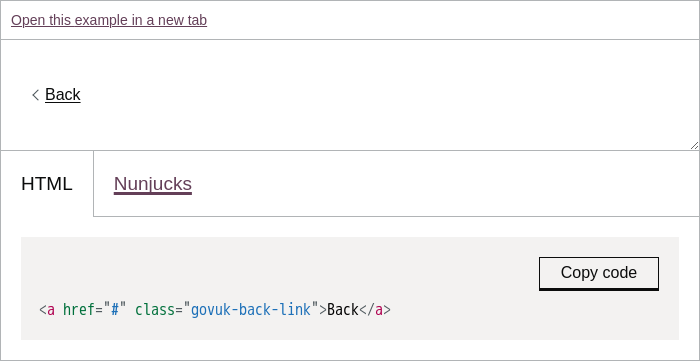 Open this example in a new tab
Back
HTML
Nunjucks
Copy code
<a href="#" class="govuk-back-link">Back</a>